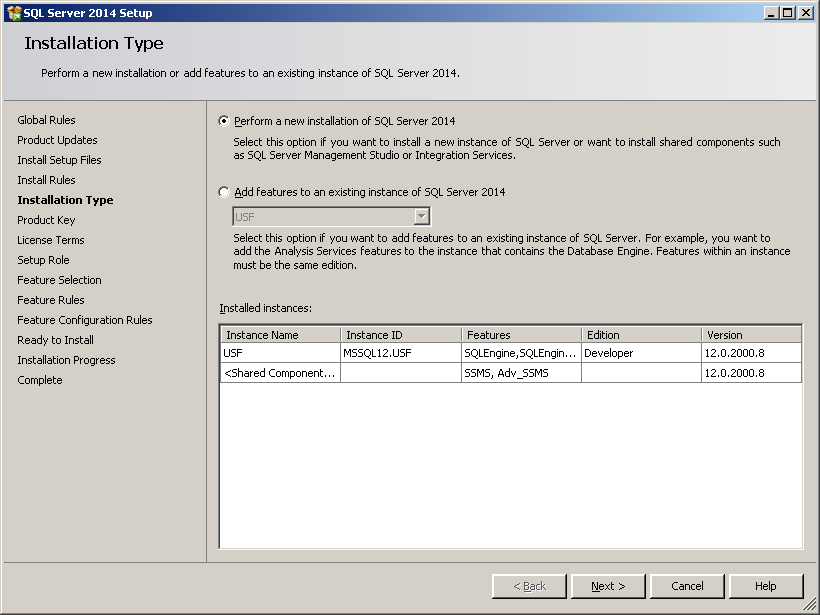 SQL Server 2014 Setup
Installation Type
Perform a new installation or add features to an existing instance of SQL Server 2014.
Global Rules
Product Updates
Install Setup Files
Install Rules
Installation Type
Product Key
License Terms
Setup Role
Feature Selection
Feature Rules
Feature Configuration Rules
Ready to Install
Installation Progress
Complete
Perform a new installation of SQL Server 2014
Select this option if you want to install a new instance of SQL Server or want to install shared components such
as SQL Server Management Studio or Integration Services.
Add features to an existing instance of SQL Server 2014
USF
Select this option if you want to add features to an existing instance of SQL Server. For example, you want to
add the Analysis Services features to the instance that contains the Database Engine. Features within an instance
must be the same edition.
Installed instances:
Instance Name Instance ID Features Edition Version
USF MSSQL12.USF SQLEngine,SQLEngin... Developer 12.0.2000.8
<Shared Component... SSMS, Adv_SSMS 12.0.2000.8
< Back Next > Cancel Help